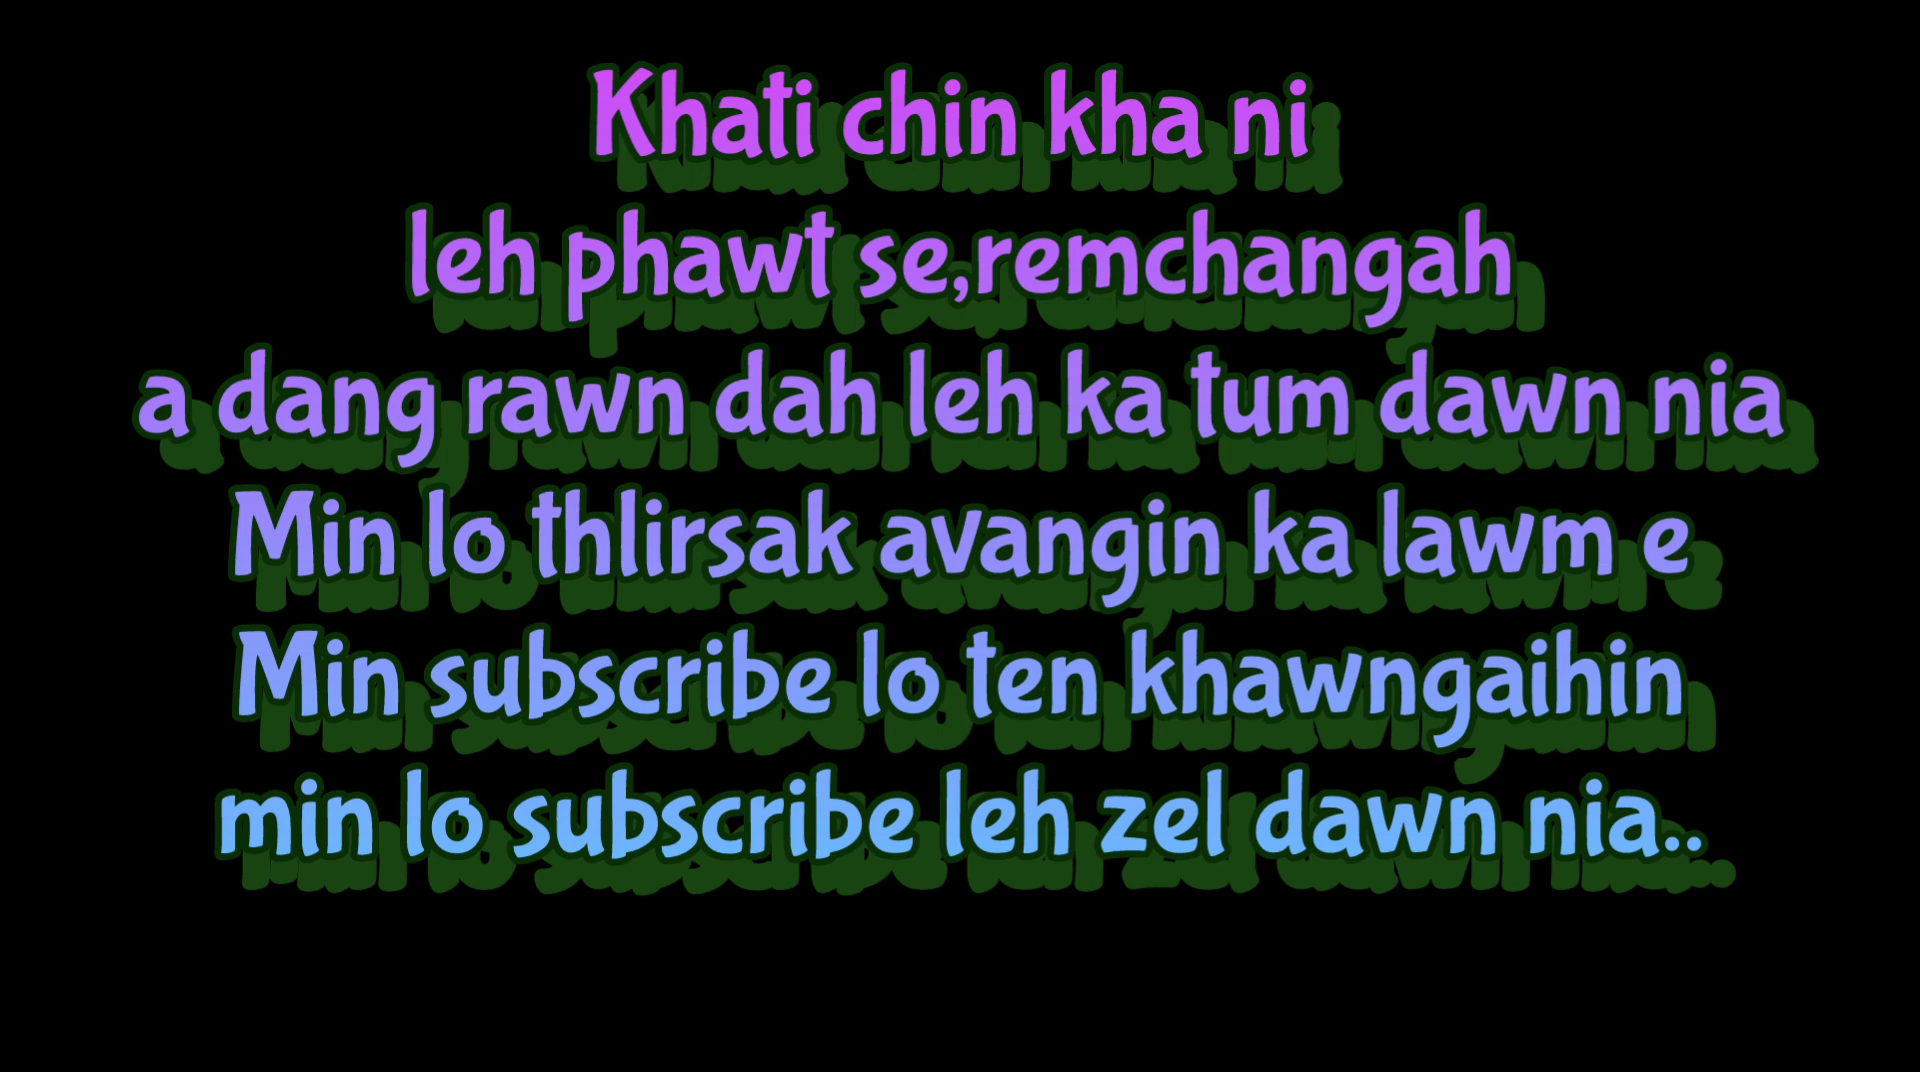 Khati chin kha ni
leh phawt se,remchangah
a dang rawn dah leh ka tum dawn nia
Min lo thlirsak avangin ka lawm e
Min subscribe lo ten khawngaihin
min lo subscribe leh zel dawn nia..